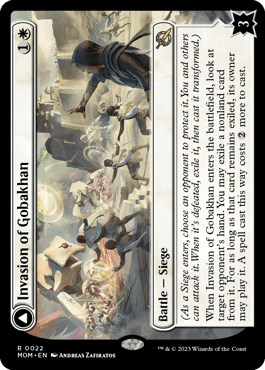 Invasion of Gobakhan
1
Battle — Siege
(As a Siege enters, choose an opponent to protect it. You and others
can attack it. When it's defeated, exile it, then cast it transformed.)
When Invasion of Gobakhan enters the battlefield, look at
target opponent's hand. You may exile a nonland card
from it. For as long as that card remains exiled, its owner
may play it. A spell cast this way costs 2 more to cast.
3
R 0022
MOM • EN ANDREAS ZAFIRATOS
™ & © 2023 Wizards of the Coast